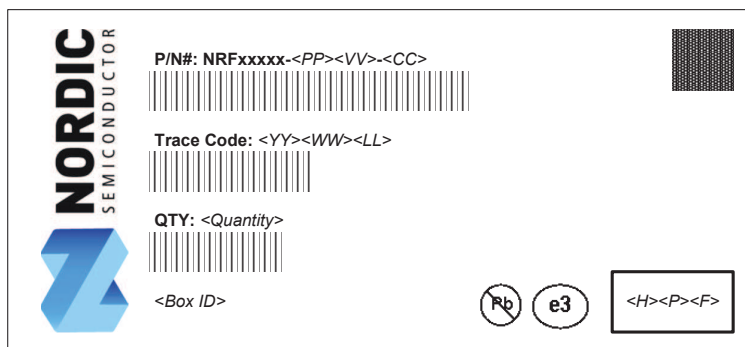 NORDIC
SEMICONDUCTOR
P/N#: NRFxxxxx-<PP><VV>-<CC>
Trace Code: <YY><WW><LL>
QTY: <Quantity>
<Box ID>
Pb
e3
<H><P><F>